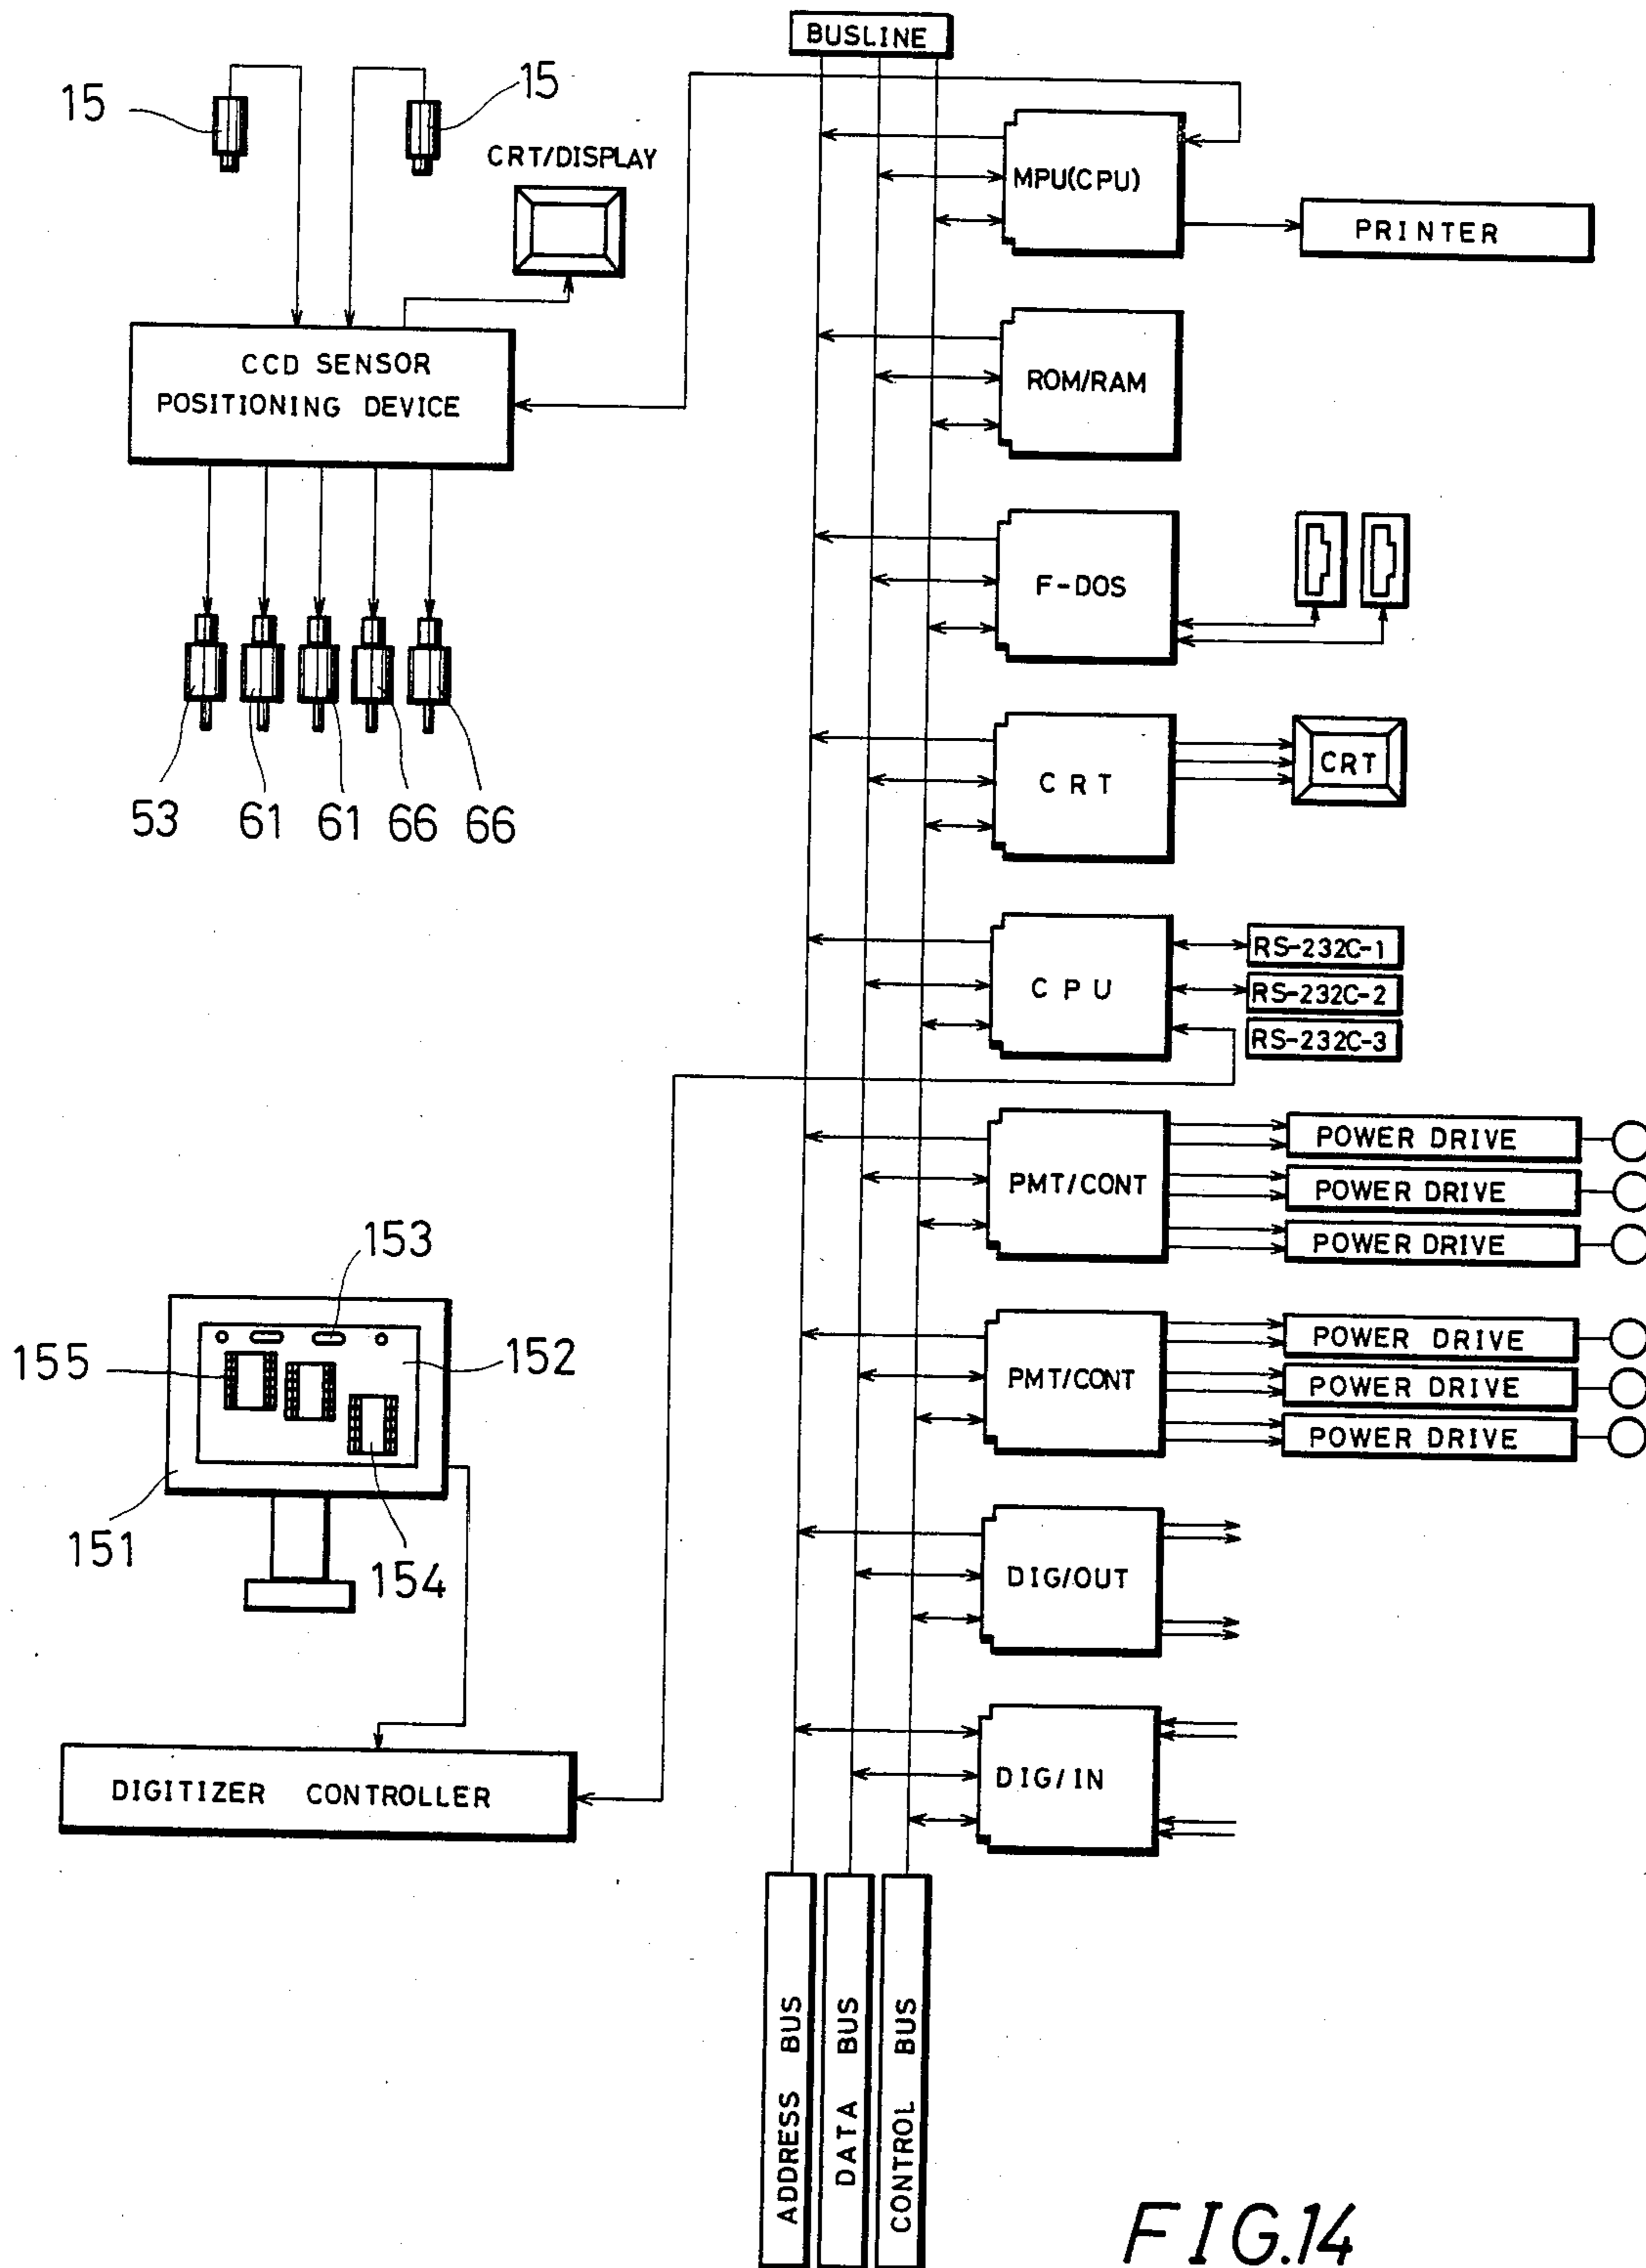 BUSLINE
15
15
CRT/DISPLAY
MPU(CPU)
PRINTER
CCD SENSOR
POSITIONING DEVICE
ROM/RAM
F-DOS
53
61
61
66
66
CRT
CRT
CPU
RS-232C-1
RS-232C-2
RS-232C-3
PMT/CONT
POWER DRIVE
POWER DRIVE
POWER DRIVE
153
155
152
151
154
PMT/CONT
POWER DRIVE
POWER DRIVE
POWER DRIVE
DIG/OUT
DIG/IN
DIGITIZER CONTROLLER
ADDRESS BUS
DATA BUS
CONTROL BUS
FIG.14